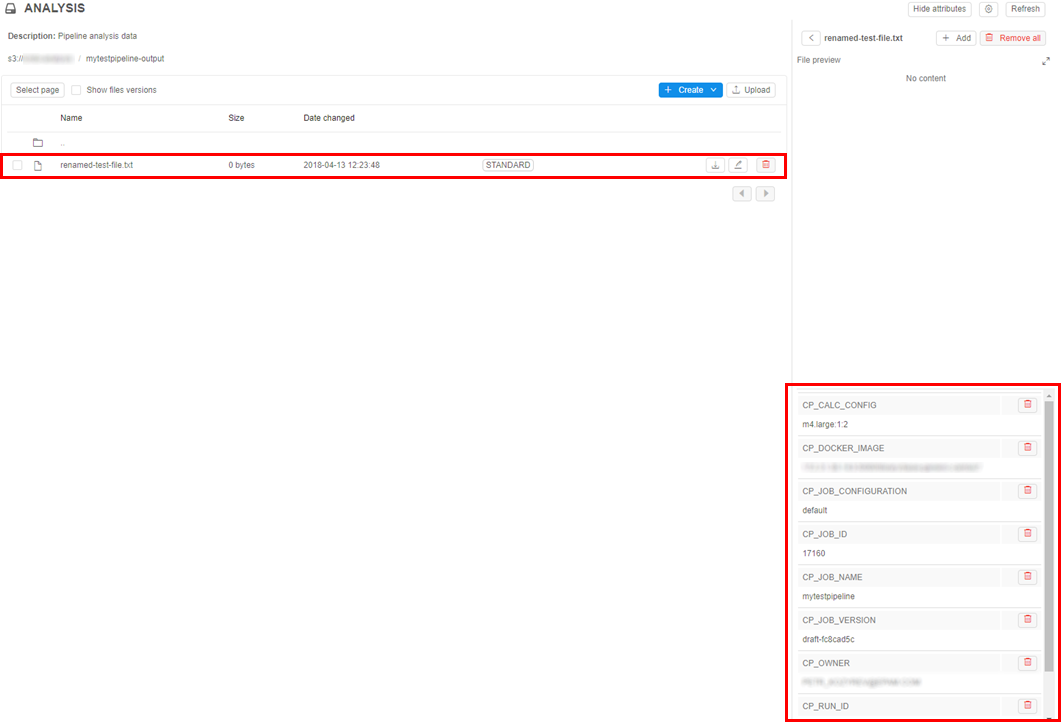 ANALYSIS
Hide attributes
Refresh
Description: Pipeline analysis data
s3:// / mytestpipeline-output
Select page
Show files versions
+ Create
Upload
Name Size Date changed
..
renamed-test-file.txt 0 bytes 2018-04-13 12:23:48 STANDARD
< renamed-test-file.txt
+ Add
Remove all
File preview
No content
CP_CALC_CONFIG
m4.large:1:2
CP_DOCKER_IMAGE
CP_JOB_CONFIGURATION
default
CP_JOB_ID
17160
CP_JOB_NAME
mytestpipeline
CP_JOB_VERSION
draft-fc8cad5c
CP_OWNER
CP_RUN_ID